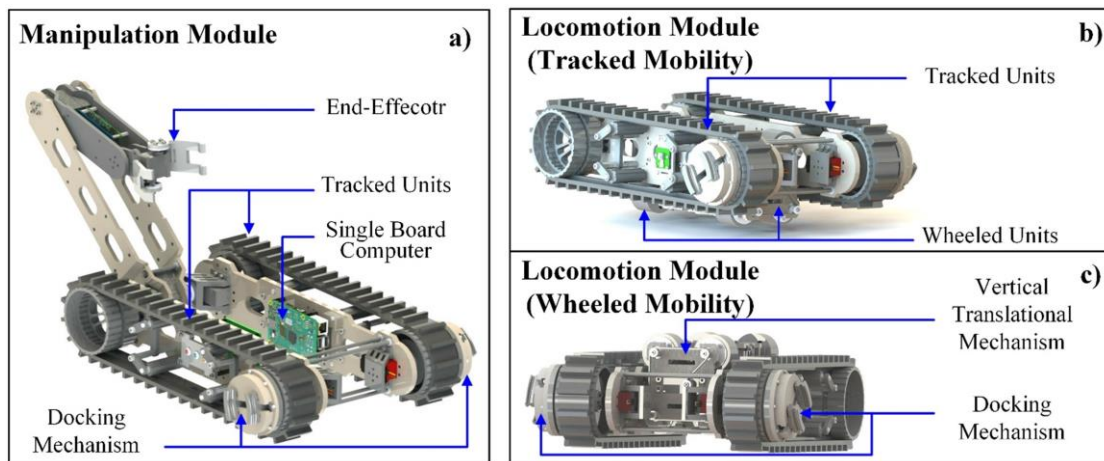 Manipulation Module
a)
End-Effecotr
Tracked Units
Single Board
Computer
Docking
Mechanism
Locomotion Module
(Tracked Mobility)
b)
Tracked Units
Wheeled Units
Locomotion Module
(Wheeled Mobility)
c)
Vertical
Translational
Mechanism
Docking
Mechanism